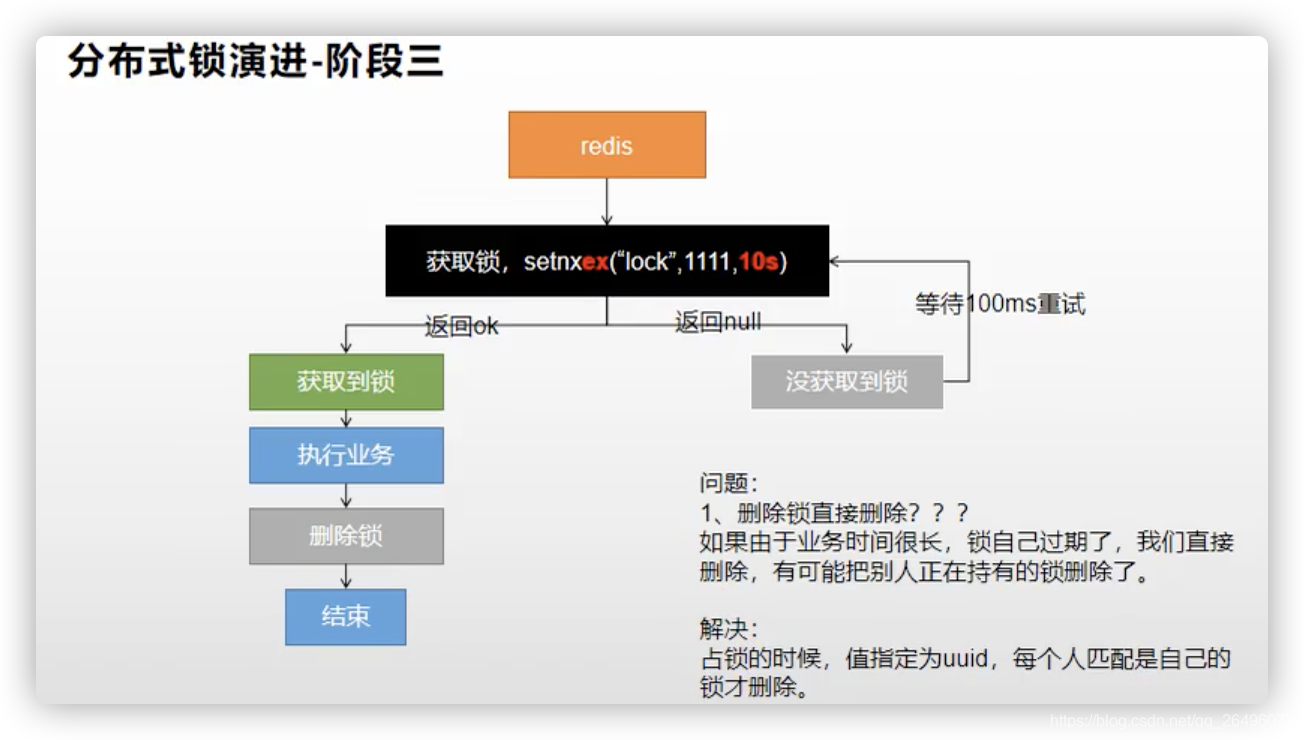 分布式锁演进-阶段三
redis
获取锁，setnxex(“lock”,1111,10s)
等待100ms重试
返回ok
返回null
获取到锁
没获取到锁
执行业务
删除锁
结束
问题：
1、删除锁直接删除？？？
如果由于业务时间很长，锁自己过期了，我们直接
删除，有可能把别人正在持有的锁删除了。
解决：
占锁的时候，值指定为uuid，每个人匹配是自己的
锁才删除。